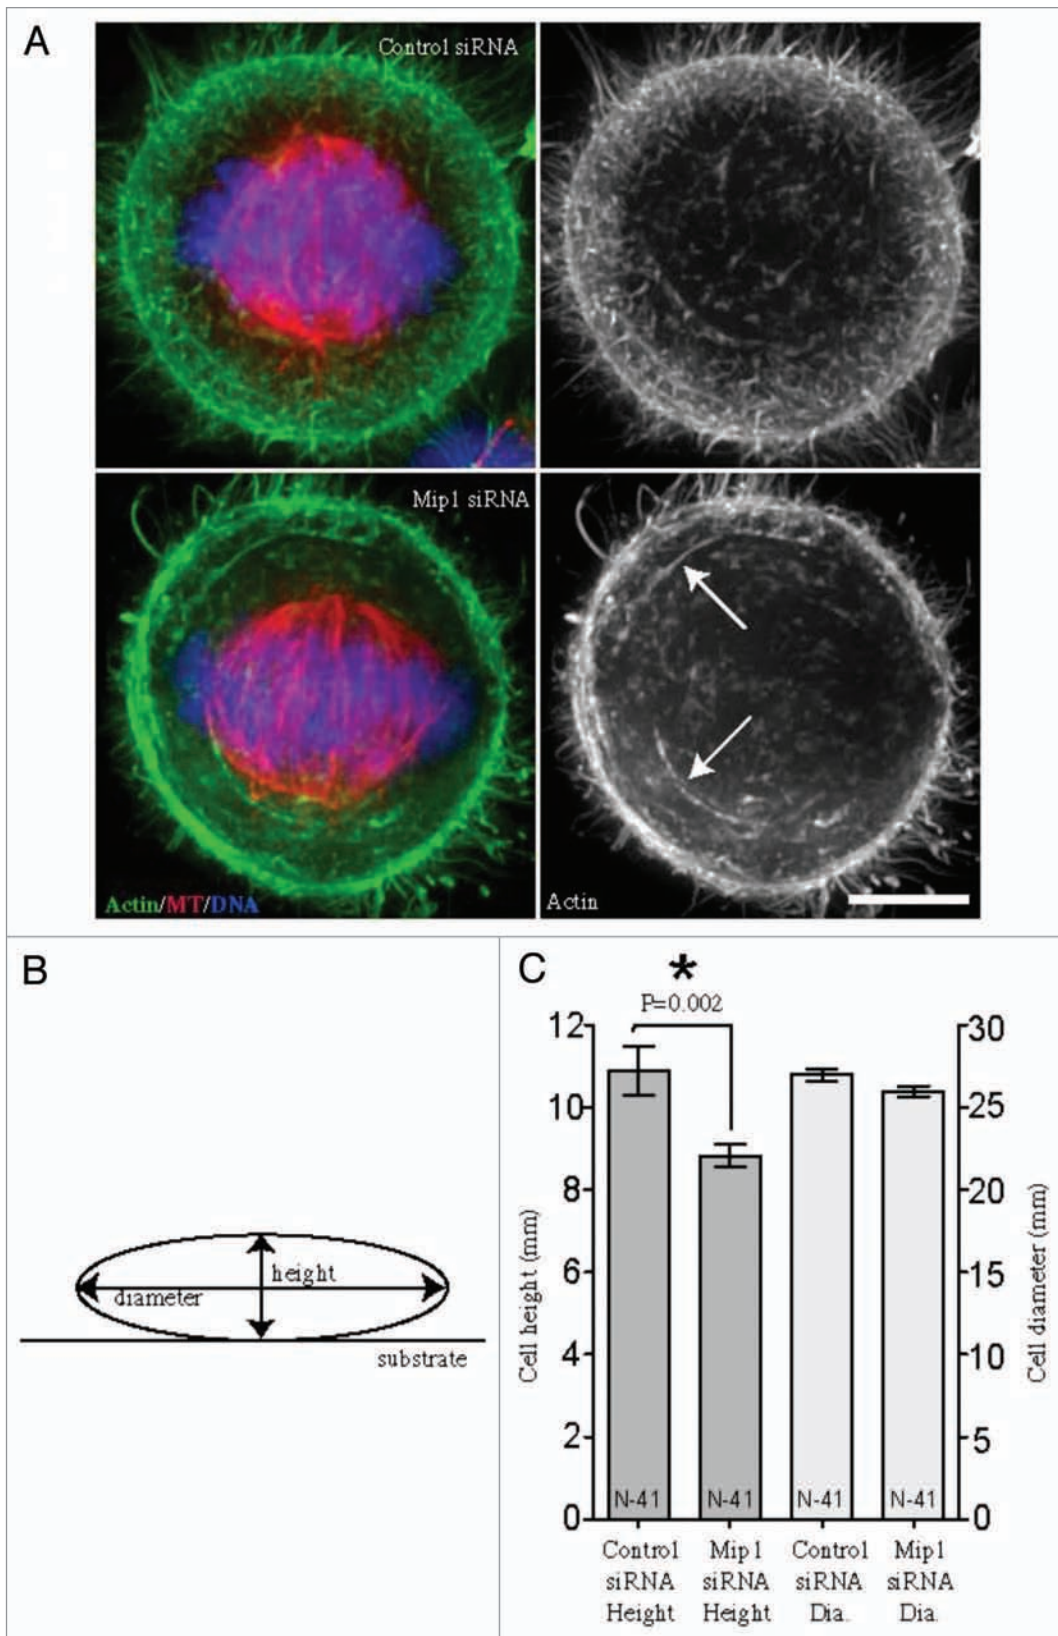 A
Control siRNA
Mip1 siRNA
Actin/MT/DNA
Actin
B
height
diameter
substrate
C
*
P=0.002
12
10
8
6
4
2
0
Cell height (mm)
30
25
20
15
10
5
0
Cell diameter (mm)
N-41
N-41
N-41
N-41
Control
siRNA
Height
Mip1
siRNA
Height
Control
siRNA
Dia.
Mip1
siRNA
Dia.